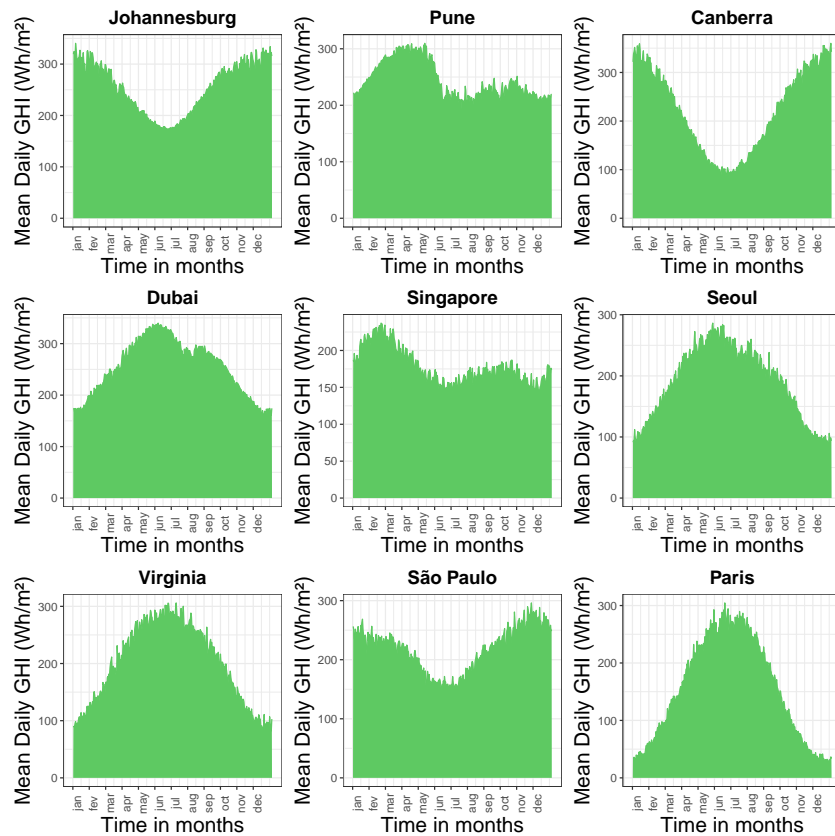 Johannesburg
Pune
Canberra
Mean Daily GHI (Wh/m²)
300
200
100
0
jan
fev
mar
apr
may
jun
jul
aug
sep
oct
nov
dec
Time in months
Mean Daily GHI (Wh/m²)
300
200
100
0
jan
fev
mar
apr
may
jun
jul
aug
sep
oct
nov
dec
Time in months
Mean Daily GHI (Wh/m²)
300
200
100
0
jan
fev
mar
apr
may
jun
jul
aug
sep
oct
nov
dec
Time in months
Dubai
Singapore
Seoul
Mean Daily GHI (Wh/m²)
300
200
100
0
jan
fev
mar
apr
may
jun
jul
aug
sep
oct
nov
dec
Time in months
Mean Daily GHI (Wh/m²)
200
150
100
50
0
jan
fev
mar
apr
may
jun
jul
aug
sep
oct
nov
dec
Time in months
Mean Daily GHI (Wh/m²)
300
200
100
0
jan
fev
mar
apr
may
jun
jul
aug
sep
oct
nov
dec
Time in months
Virginia
São Paulo
Paris
Mean Daily GHI (Wh/m²)
300
200
100
0
jan
fev
mar
apr
may
jun
jul
aug
sep
oct
nov
dec
Time in months
Mean Daily GHI (Wh/m²)
300
200
100
0
jan
fev
mar
apr
may
jun
jul
aug
sep
oct
nov
dec
Time in months
Mean Daily GHI (Wh/m²)
300
200
100
0
jan
fev
mar
apr
may
jun
jul
aug
sep
oct
nov
dec
Time in months